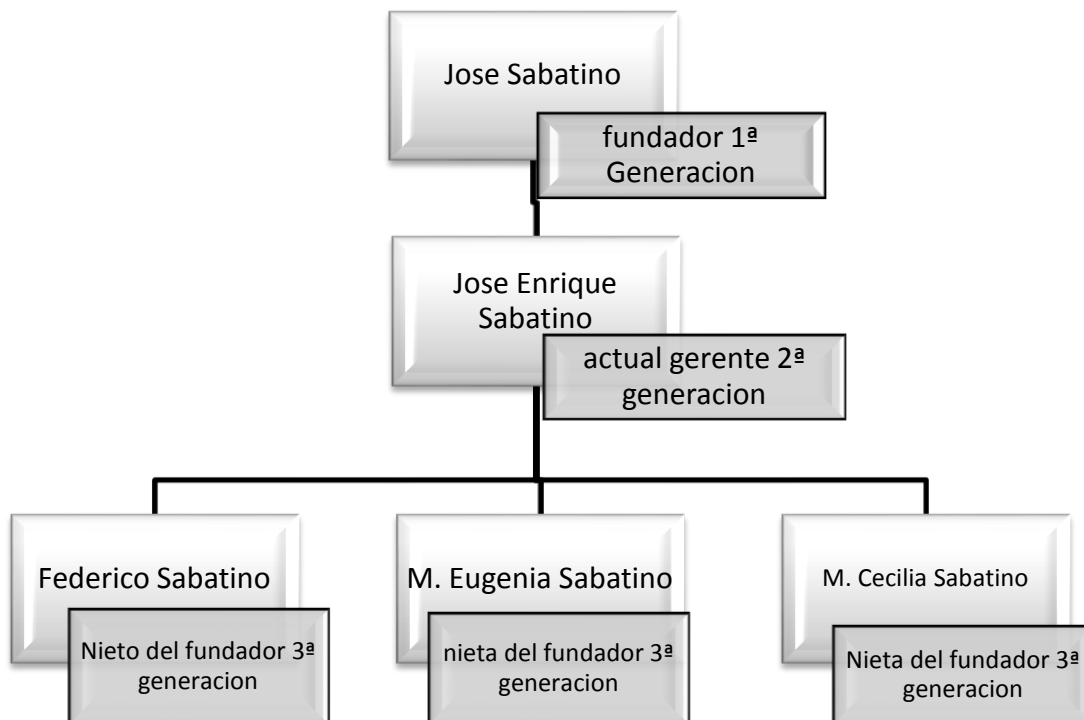 Jose Sabatino
fundador 1ª
Generacion
Jose Enrique
Sabatino
actual gerente 2ª
generacion
Federico Sabatino
Nieto del fundador 3ª
generacion
M. Eugenia Sabatino
nieta del fundador 3ª
generacion
M. Cecilia Sabatino
Nieta del fundador 3ª
generacion